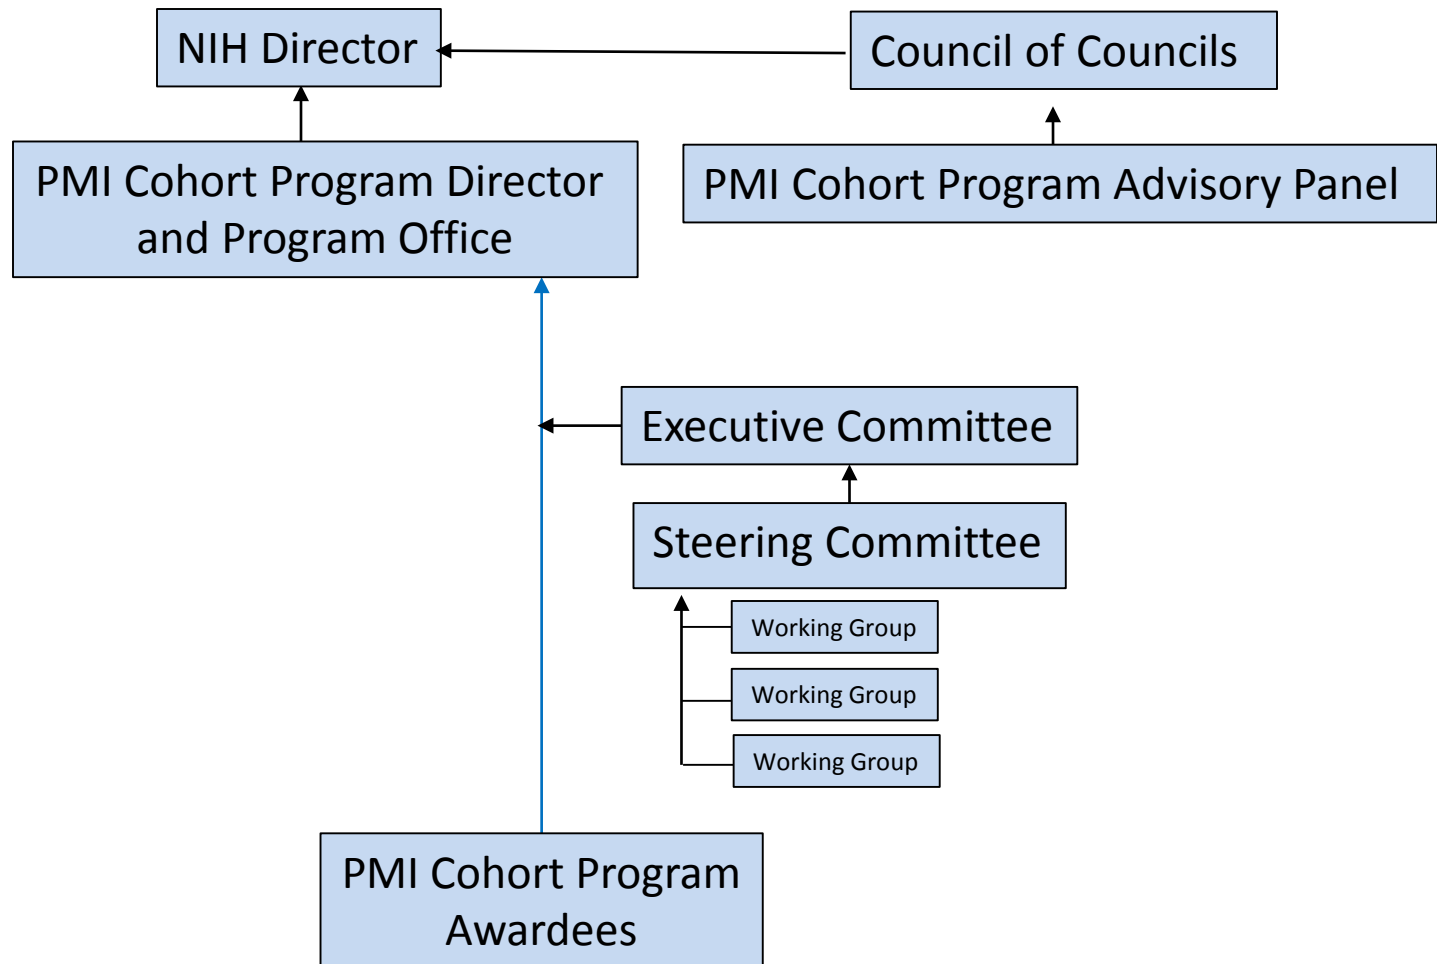 NIH Director
Council of Councils
PMI Cohort Program Director
and Program Office
PMI Cohort Program Advisory Panel
Executive Committee
Steering Committee
Working Group
Working Group
Working Group
PMI Cohort Program
Awardees